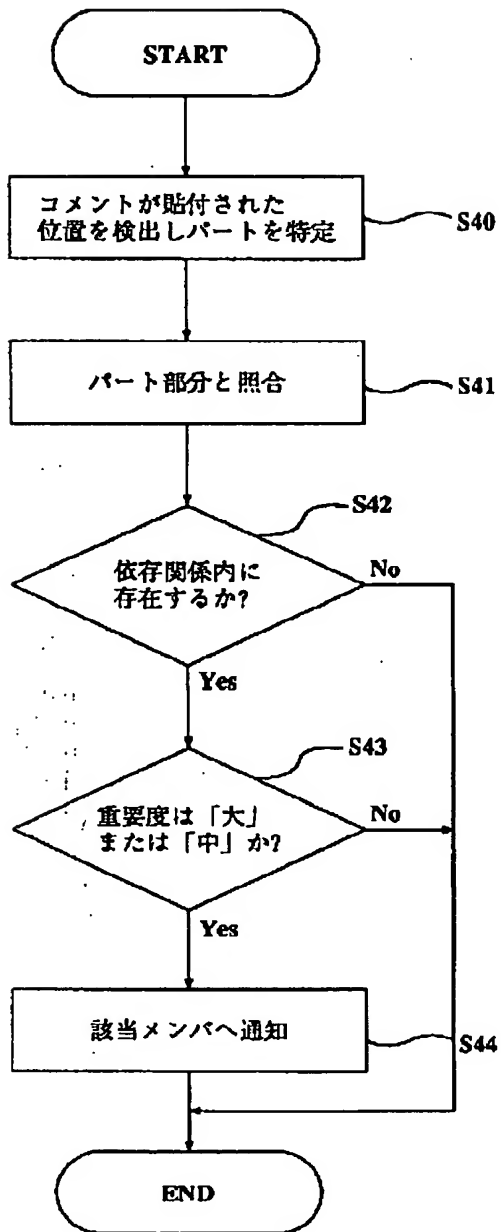 START
コメントが貼付された
位置を検出しパートを特定
S40
パート部分と照合
S41
S42
依存関係内に
存在するか?
No
Yes
S43
重要度は「大」
または「中」か?
No
Yes
該当メンバへ通知
S44
END